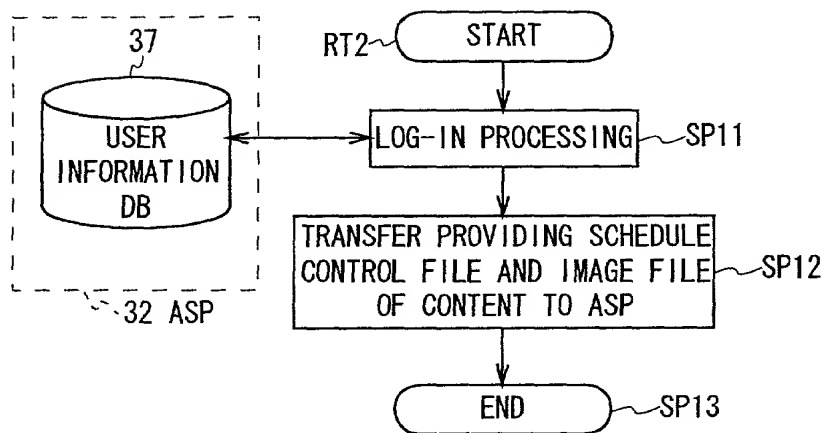 RT2
START
37
USER
INFORMATION
DB
LOG-IN PROCESSING
SP11
TRANSFER PROVIDING SCHEDULE
CONTROL FILE AND IMAGE FILE
OF CONTENT TO ASP
SP12
32 ASP
END
SP13